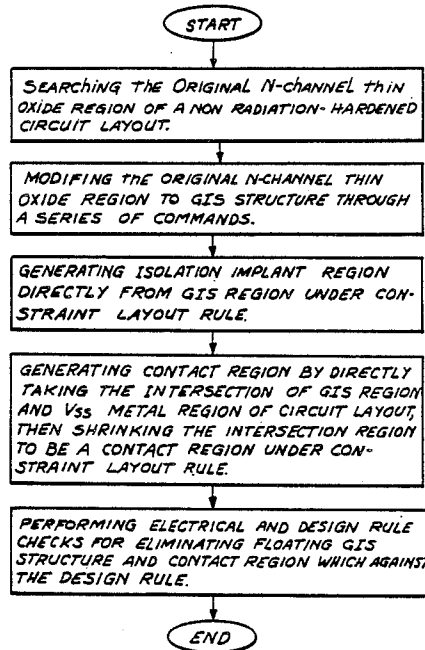 START
SEARCHING THE ORIGINAL N-CHANNEL THIN
OXIDE REGION OF A NON RADIATION-HARDENED
CIRCUIT LAYOUT.
MODIFING THE ORIGINAL N-CHANNEL THIN
OXIDE REGION TO GIS STRUCTURE THROUGH
A SERIES OF COMMANDS.
GENERATING ISOLATION IMPLANT REGION
DIRECTLY FROM GIS REGION UNDER CON-
STRAINT LAYOUT RULE.
GENERATING CONTACT REGION BY DIRECTLY
TAKING THE INTERSECTION OF GIS REGION
AND VSS METAL REGION OF CIRCUIT LAYOUT,
THEN SHRINKING THE INTERSECTION REGION
TO BE A CONTACT REGION UNDER CON-
STRAINT LAYOUT RULE.
PERFORMING ELECTRICAL AND DESIGN RULE
CHECKS FOR ELIMINATING FLOATING GIS
STRUCTURE AND CONTACT REGION WHICH AGAINST
THE DESIGN RULE.
END